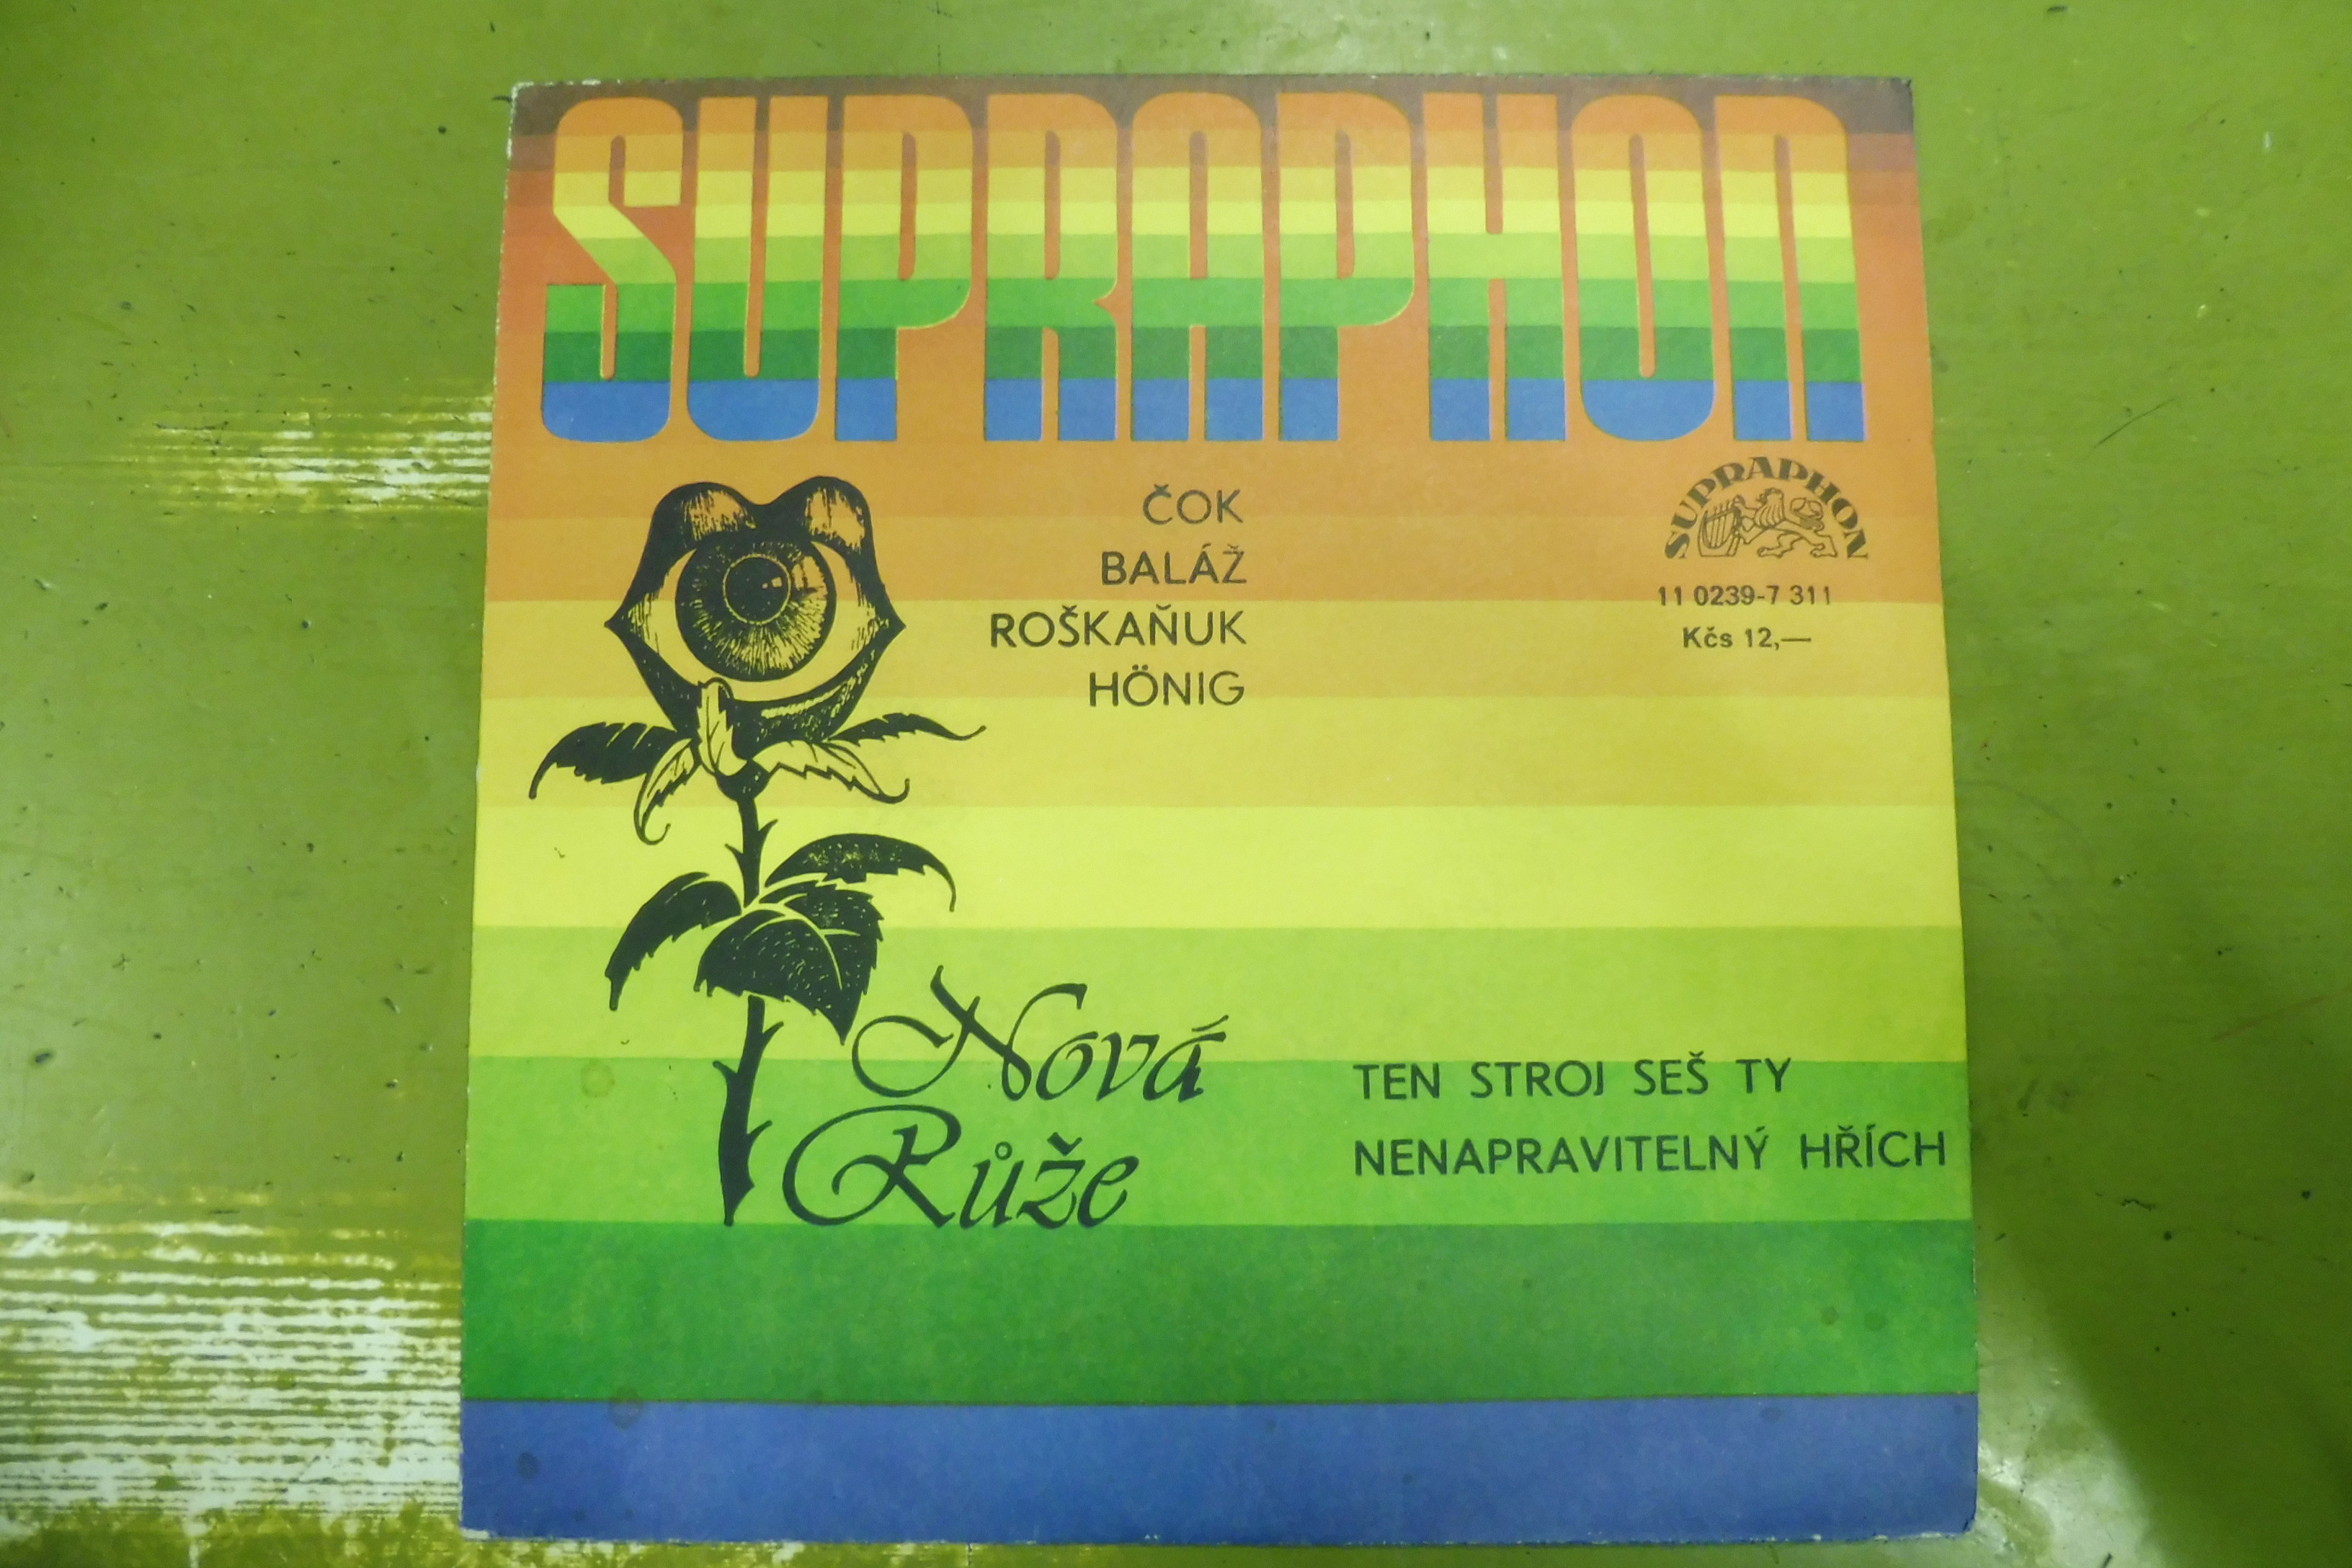 SUPRAPHON
SUPRAPHON
11 0239-7 311
Kčs 12,—
ČOK
BALÁŽ
ROŠKAŇUK
HÖNIG
Nová
Růže
TEN STROJ SEŠ TY
NENAPRAVITELNÝ HŘÍCH